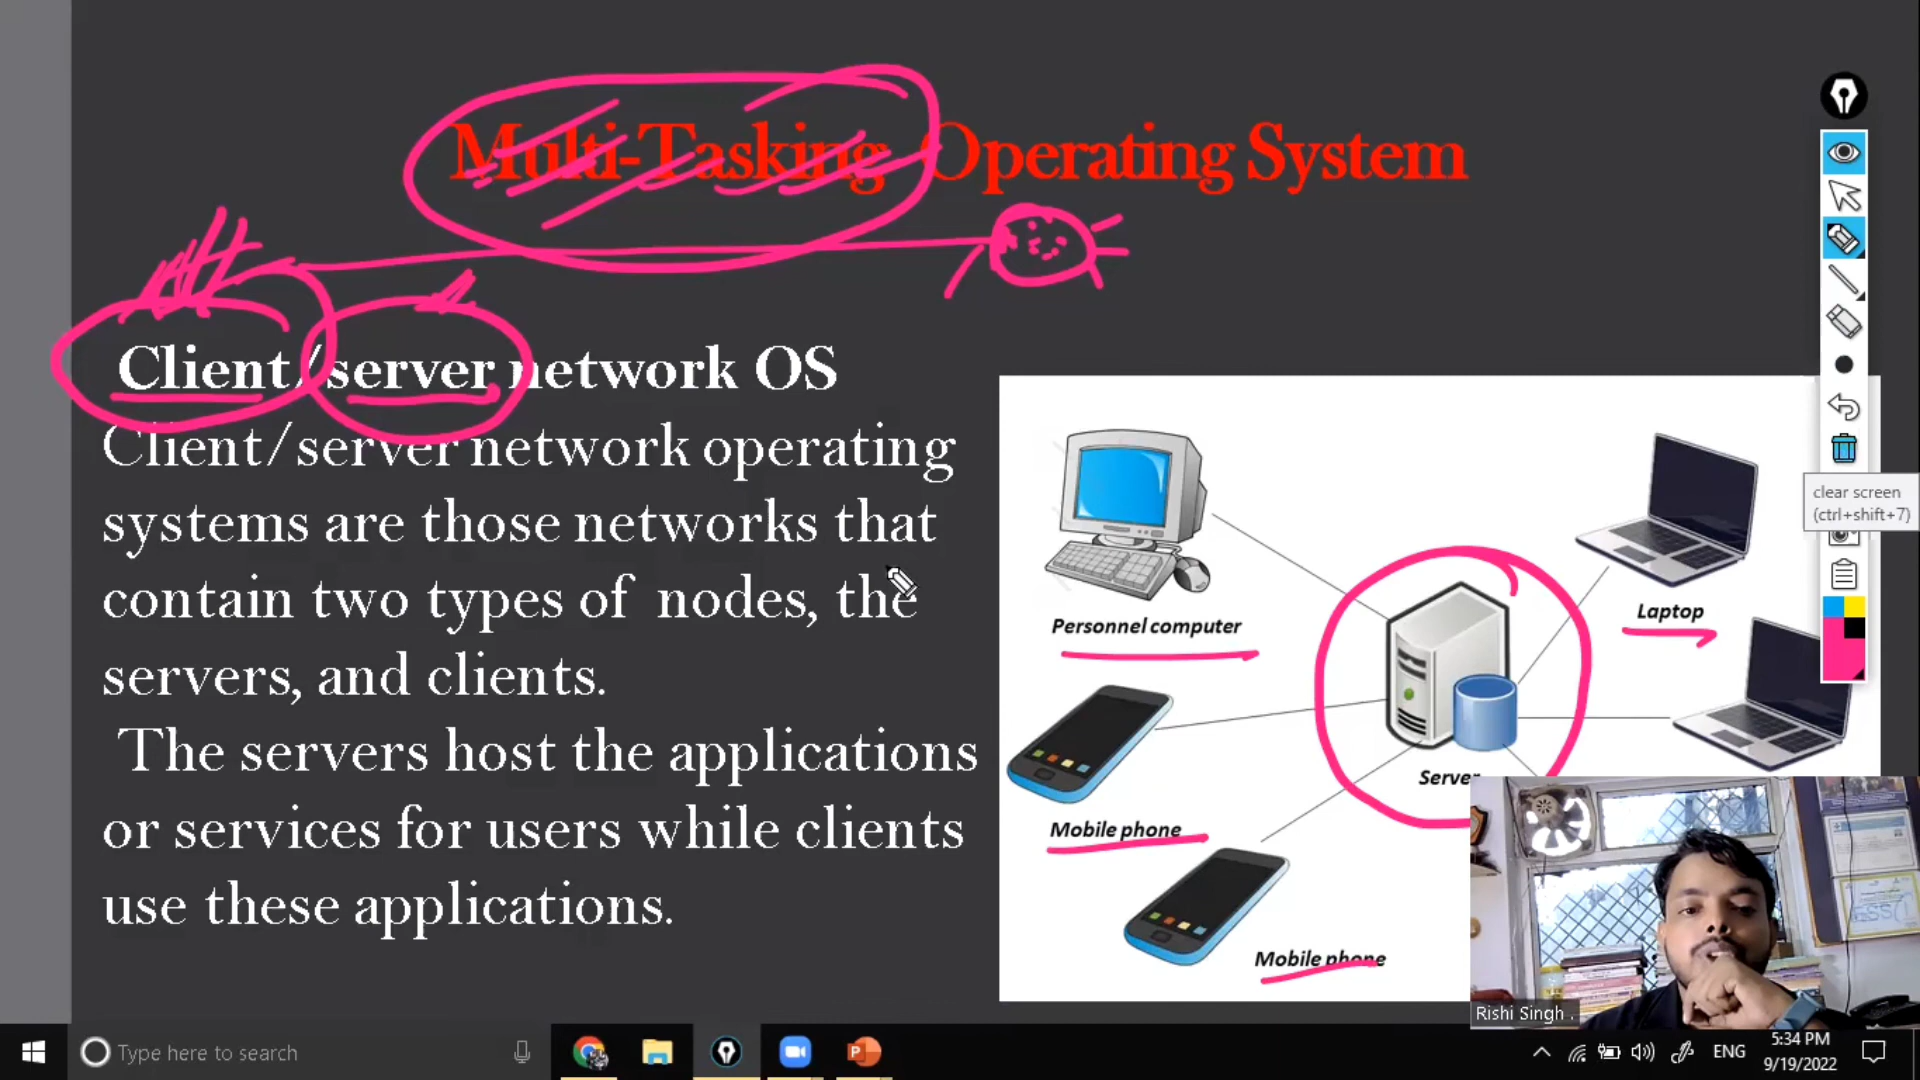 Multi-Tasking Operating System
Client/server network OS
Client/server network operating
systems are those networks that
contain two types of nodes, the
servers, and clients.
The servers host the applications
or services for users while clients
use these applications.
Personnel computer
Laptop
Mobile phone
Server
Mobile phone
clear screen
(ctrl+shift+7)
Rishi Singh .
Type here to search
ENG
5:34 PM
9/19/2022